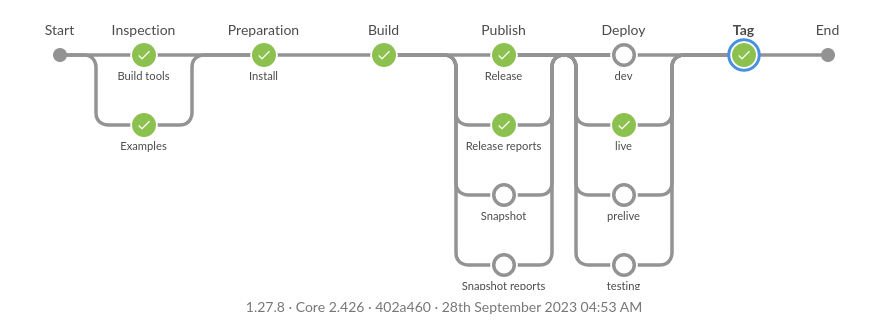 Start Inspection Preparation Build Publish Deploy Tag End
Build tools Install Release dev
Examples Release reports live
Snapshot prelive
Snapshot reports testing
1.27.8 · Core 2.426 · 402a460 · 28th September 2023 04:53 AM